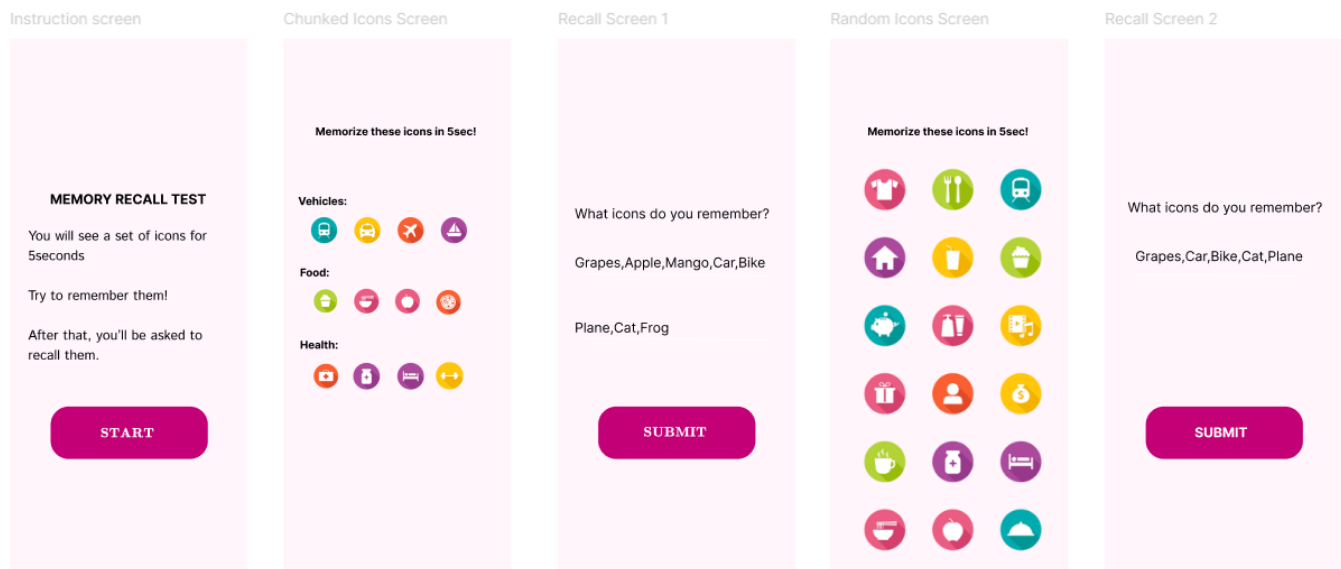 Instruction screen
MEMORY RECALL TEST
You will see a set of icons for
5seconds
Try to remember them!
After that, you'll be asked to
recall them.
START
Chunked Icons Screen
Memorize these icons in 5sec!
Vehicles:
Food:
Health:
Recall Screen 1
What icons do you remember?
Grapes,Apple,Mango,Car,Bike
Plane,Cat,Frog
SUBMIT
Random Icons Screen
Memorize these icons in 5sec!
Recall Screen 2
What icons do you remember?
Grapes,Car,Bike,Cat,Plane
SUBMIT